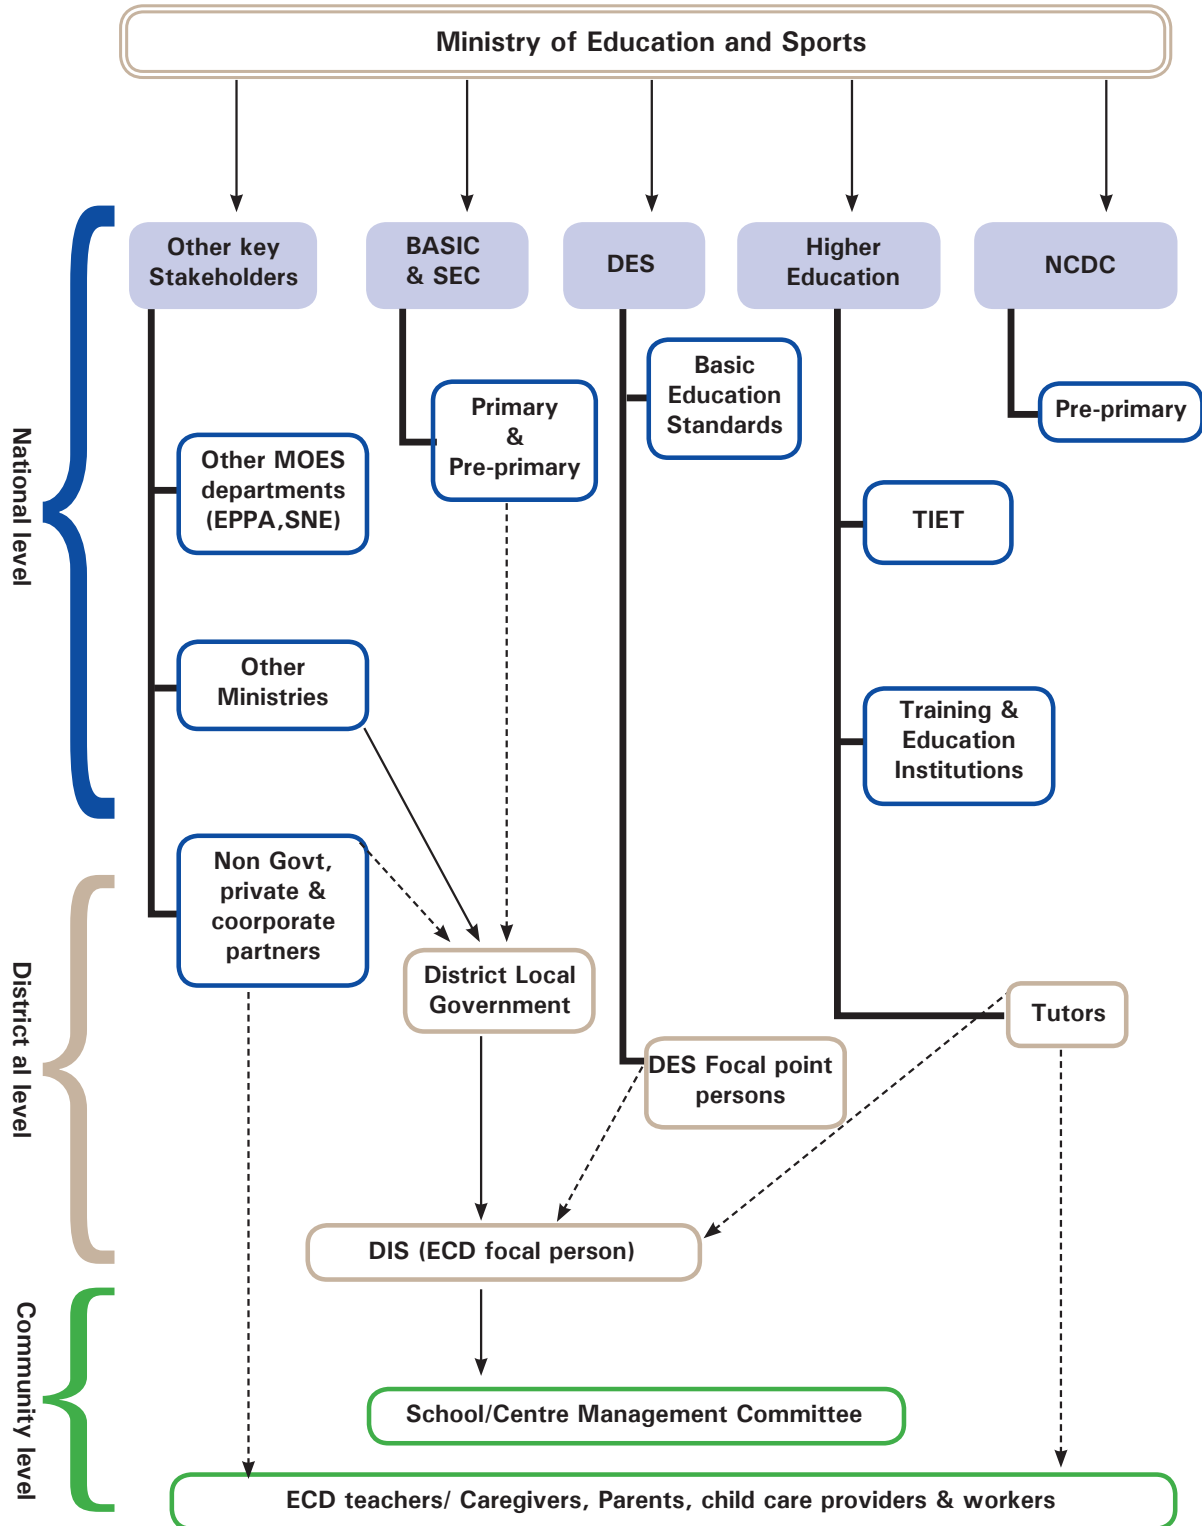 Ministry of Education and Sports
Other key
Stakeholders
BASIC
& SEC
DES
Higher
Education
NCDC
National level
Basic
Education
Standards
Primary
&
Pre-primary
Pre-primary
Other MOES
departments
(EPPA,SNE)
TIET
Other
Ministries
Training &
Education
Institutions
Non Govt,
private &
coorporate
partners
District al level
District Local
Government
Tutors
DES Focal point
persons
DIS (ECD focal person)
Community level
School/Centre Management Committee
ECD teachers/ Caregivers, Parents, child care providers & workers